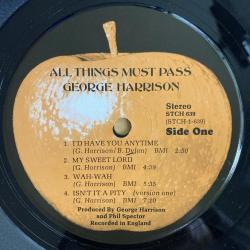 ALL THINGS MUST PASS
GEORGE HARRISON
Stereo
STCH 639
(STCH-1-639)
Side One
1. I'D HAVE YOU ANYTIME
(G. Harrison/B. Dylan) BMI 2:50
2. MY SWEET LORD
(G. Harrison) BMI 4:39
3. WAH-WAH
(G. Harrison) BMI 5:35
4. ISN'T IT A PITY (version one)
(G. Harrison) BMI 7:10
Produced By George Harrison
and Phil Spector
Recorded in England